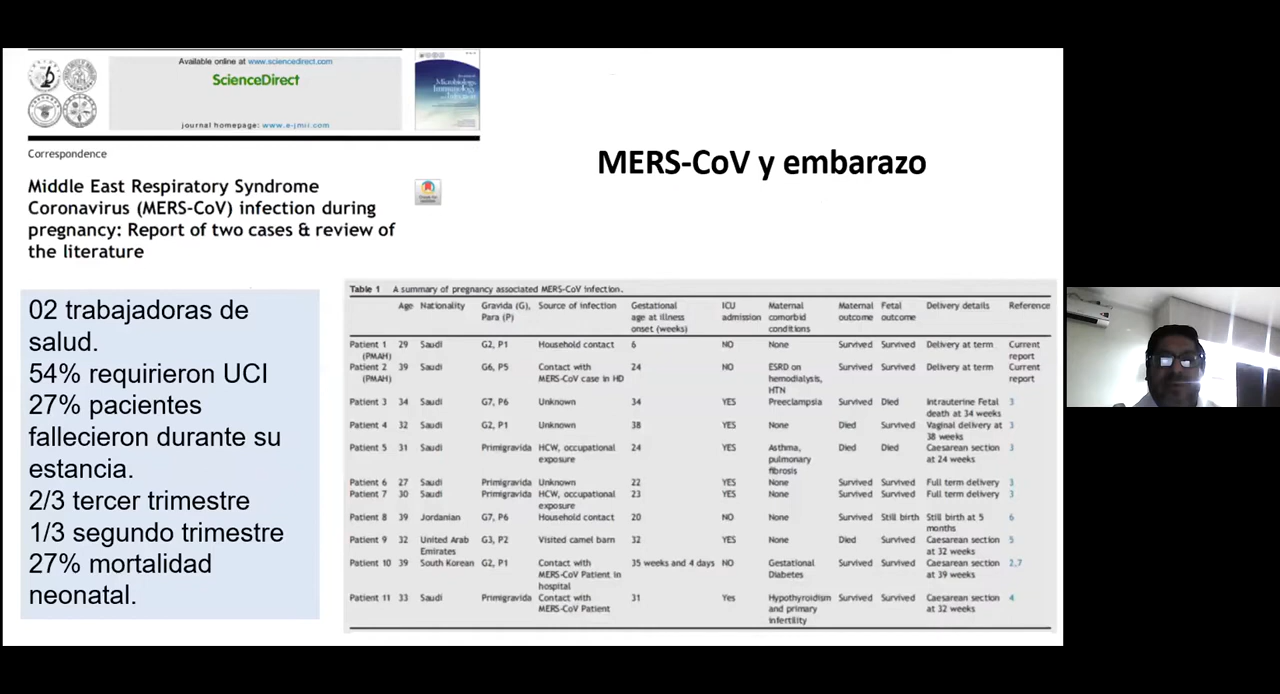 Available online at www.sciencedirect.com
ScienceDirect
journal homepage: www.e-jmii.com
Correspondence
MERS-CoV y embarazo
Middle East Respiratory Syndrome
Coronavirus (MERS-CoV) infection during
pregnancy: Report of two cases & review of
the literature
02 trabajadoras de
salud.
54% requirieron UCI
27% pacientes
fallecieron durante su
estancia.
2/3 tercer trimestre
1/3 segundo trimestre
27% mortalidad
neonatal.
Table 1 A summary of pregnancy associated MERS-CoV infection.
Age Nationality Gravida (G), Source of infection Gestational ICU Maternal Maternal Fetal Delivery details Reference
Para (P) age at illness admission comorbid outcome outcome
onset (weeks) conditions
Patient 1 29 Saudi G2, P1 Household contact 6 NO None Survived Survived Delivery at term Current
(PMAH) report
Patient 2 39 Saudi G6, P5 Contact with 24 NO ESRD on Survived Survived Delivery at term Current
(PMAH) MERS-CoV case in HD hemodialysis, report
HTN
Patient 3 34 Saudi G7, P6 Unknown 34 YES Preeclampsia Survived Died Intrauterine Fetal 3
death at 34 weeks
Patient 4 32 Saudi G2, P1 Unknown 38 YES None Died Survived Vaginal delivery at 3
38 weeks
Patient 5 31 Saudi Primigravida HCW, occupational 24 YES Asthma, Died Died Caesarean section 3
exposure pulmonary at 24 weeks
fibrosis
Patient 6 27 Saudi Primigravida Unknown 22 YES None Survived Survived Full term delivery 3
Patient 7 30 Saudi Primigravida HCW, occupational 23 YES None Survived Survived Full term delivery 3
exposure
Patient 8 39 Jordanian G7, P6 Household contact 20 NO None Survived Still birth Still birth at 5 6
months
Patient 9 32 United Arab G3, P2 Visited camel barn 32 YES None Died Survived Caesarean section 5
Emirates at 32 weeks
Patient 10 39 South Korean G2, P1 Contact with 35 weeks and 4 days NO Gestational Survived Survived Caesarean section 2,7
MERS-CoV Patient in Diabetes at 39 weeks
hospital
Patient 11 33 Saudi Primigravida Contact with 31 Yes Hypothyroidism Survived Survived Caesarean section 4
MERS-CoV Patient and primary at 32 weeks
infertility